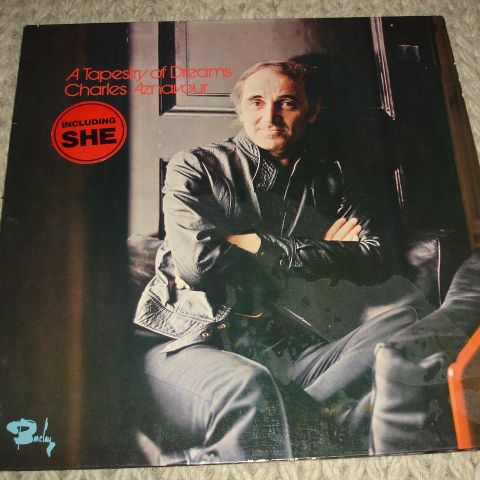 A Tapestry of Dreams
Charles Aznavour
INCLUDING
SHE
Barclay